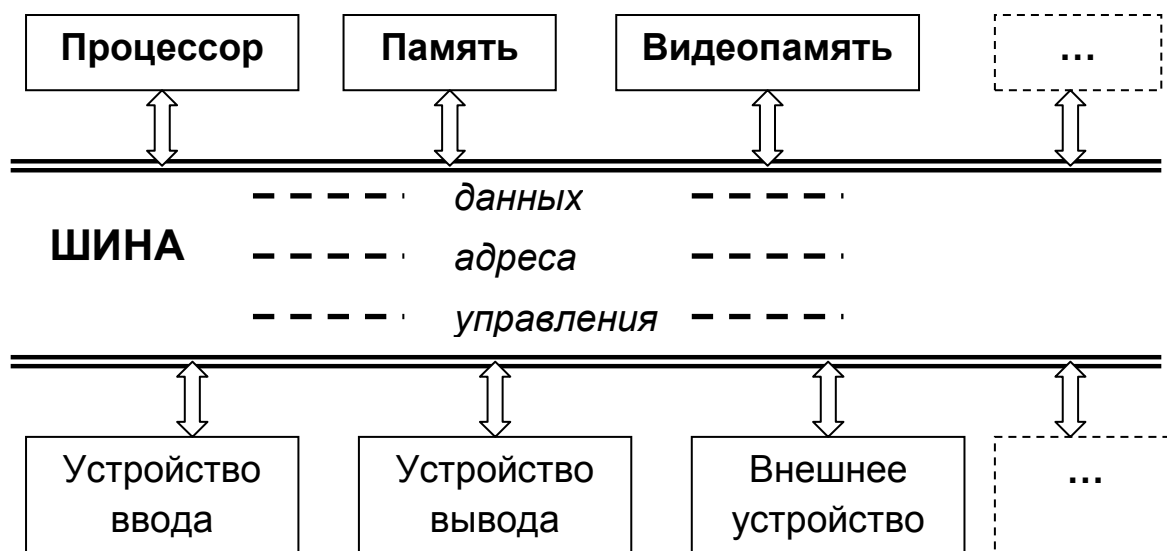 Процессор
Память
Видеопамять
...
данных
ШИНА
адреса
управления
Устройство
ввода
Устройство
вывода
Внешнее
устройство
...